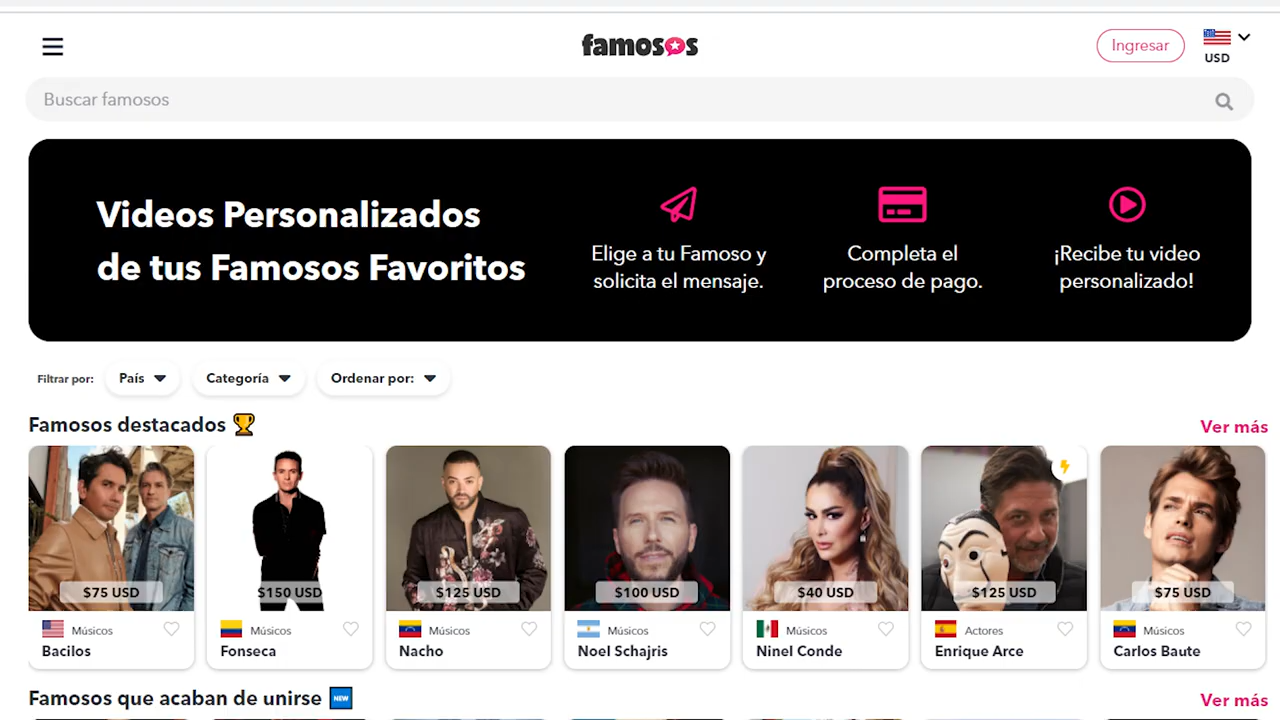 famosos
Ingresar
USD
Buscar famosos
Videos Personalizados
de tus Famosos Favoritos
Elige a tu Famoso y
solicita el mensaje.
Completa el
proceso de pago.
¡Recibe tu video
personalizado!
Filtrar por:
País
Categoría
Ordenar por:
Famosos destacados
Ver más
$75 USD
Músicos
Bacilos
$150 USD
Músicos
Fonseca
$125 USD
Músicos
Nacho
$100 USD
Músicos
Noel Schajris
$40 USD
Músicos
Ninel Conde
$125 USD
Actores
Enrique Arce
$75 USD
Músicos
Carlos Baute
Famosos que acaban de unirse NEW
Ver más